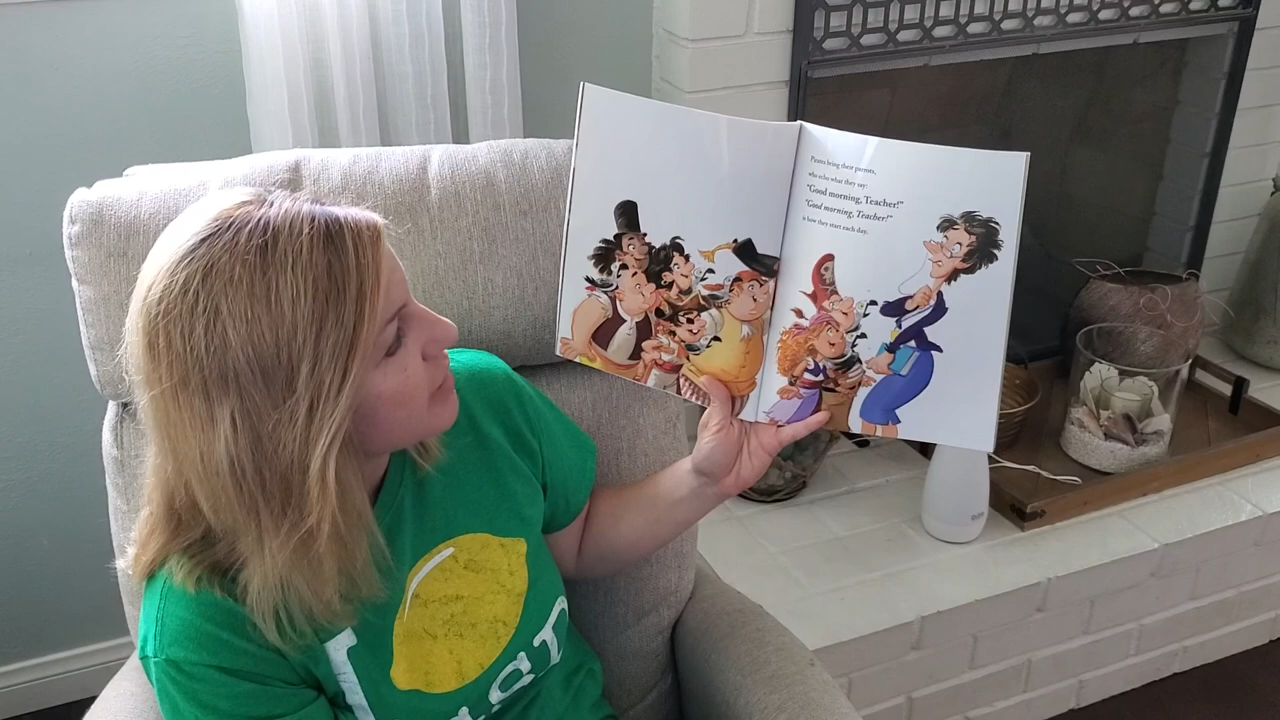 Pirates bring their parrots,
who echo what they say:
"Good morning, Teacher!"
"Good morning, Teacher!"
is how they start each day.